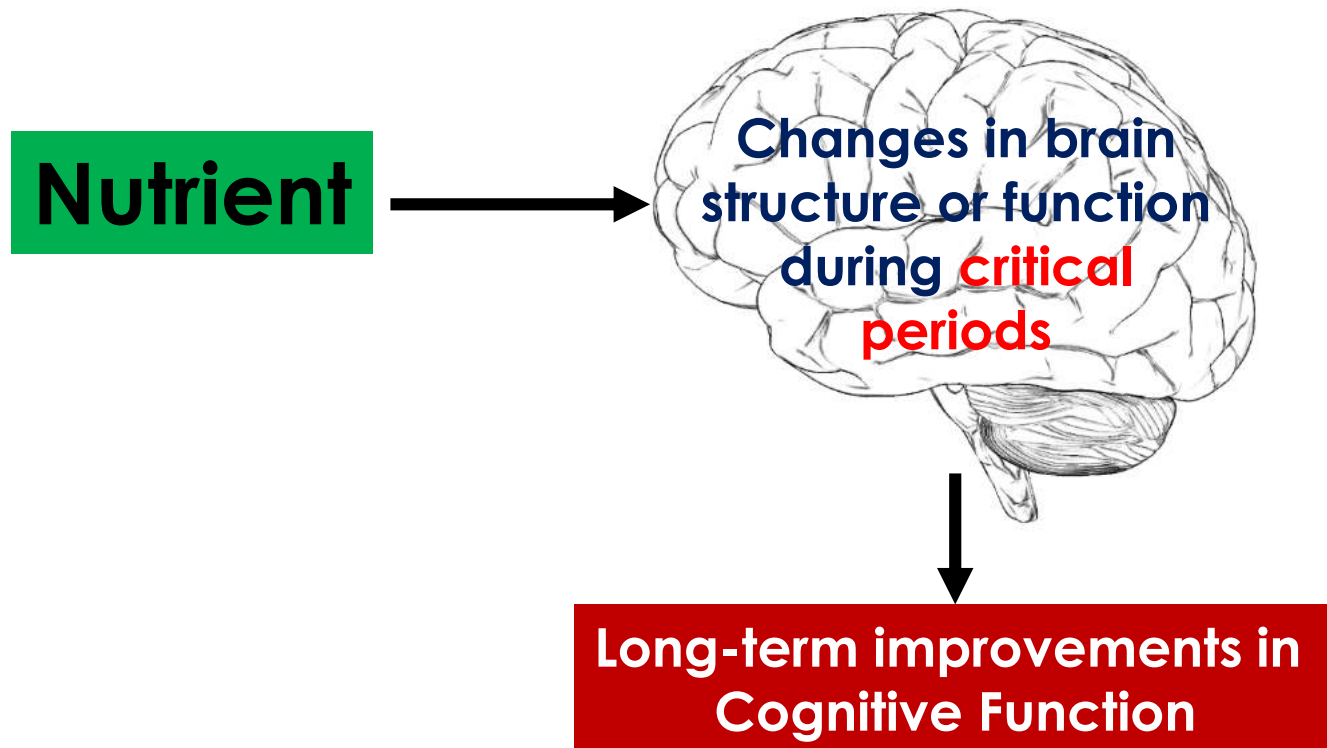 Nutrient
Changes in brain
structure or function
during critical
periods
Long-term improvements in
Cognitive Function